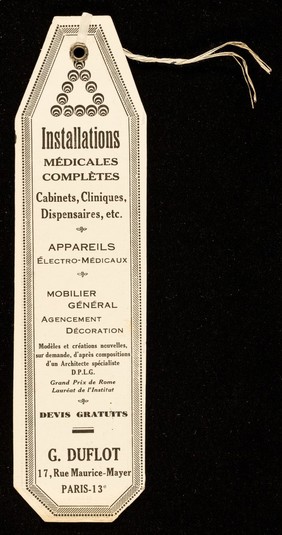 Installations
MÉDICALES
COMPLÈTES
Cabinets, Cliniques,
Dispensaires, etc.
APPAREILS
ÉLECTRO-MÉDICAUX
MOBILIER
GÉNÉRAL
AGENCEMENT
DÉCORATION
Modèles et créations nouvelles,
sur demande, d'après compositions
d'un Architecte spécialiste
D.P.L.G.
Grand Prix de Rome
Lauréat de l'Institut
DEVIS GRATUITS
G. DUFLOT
17, Rue Maurice-Mayer
PARIS-13e